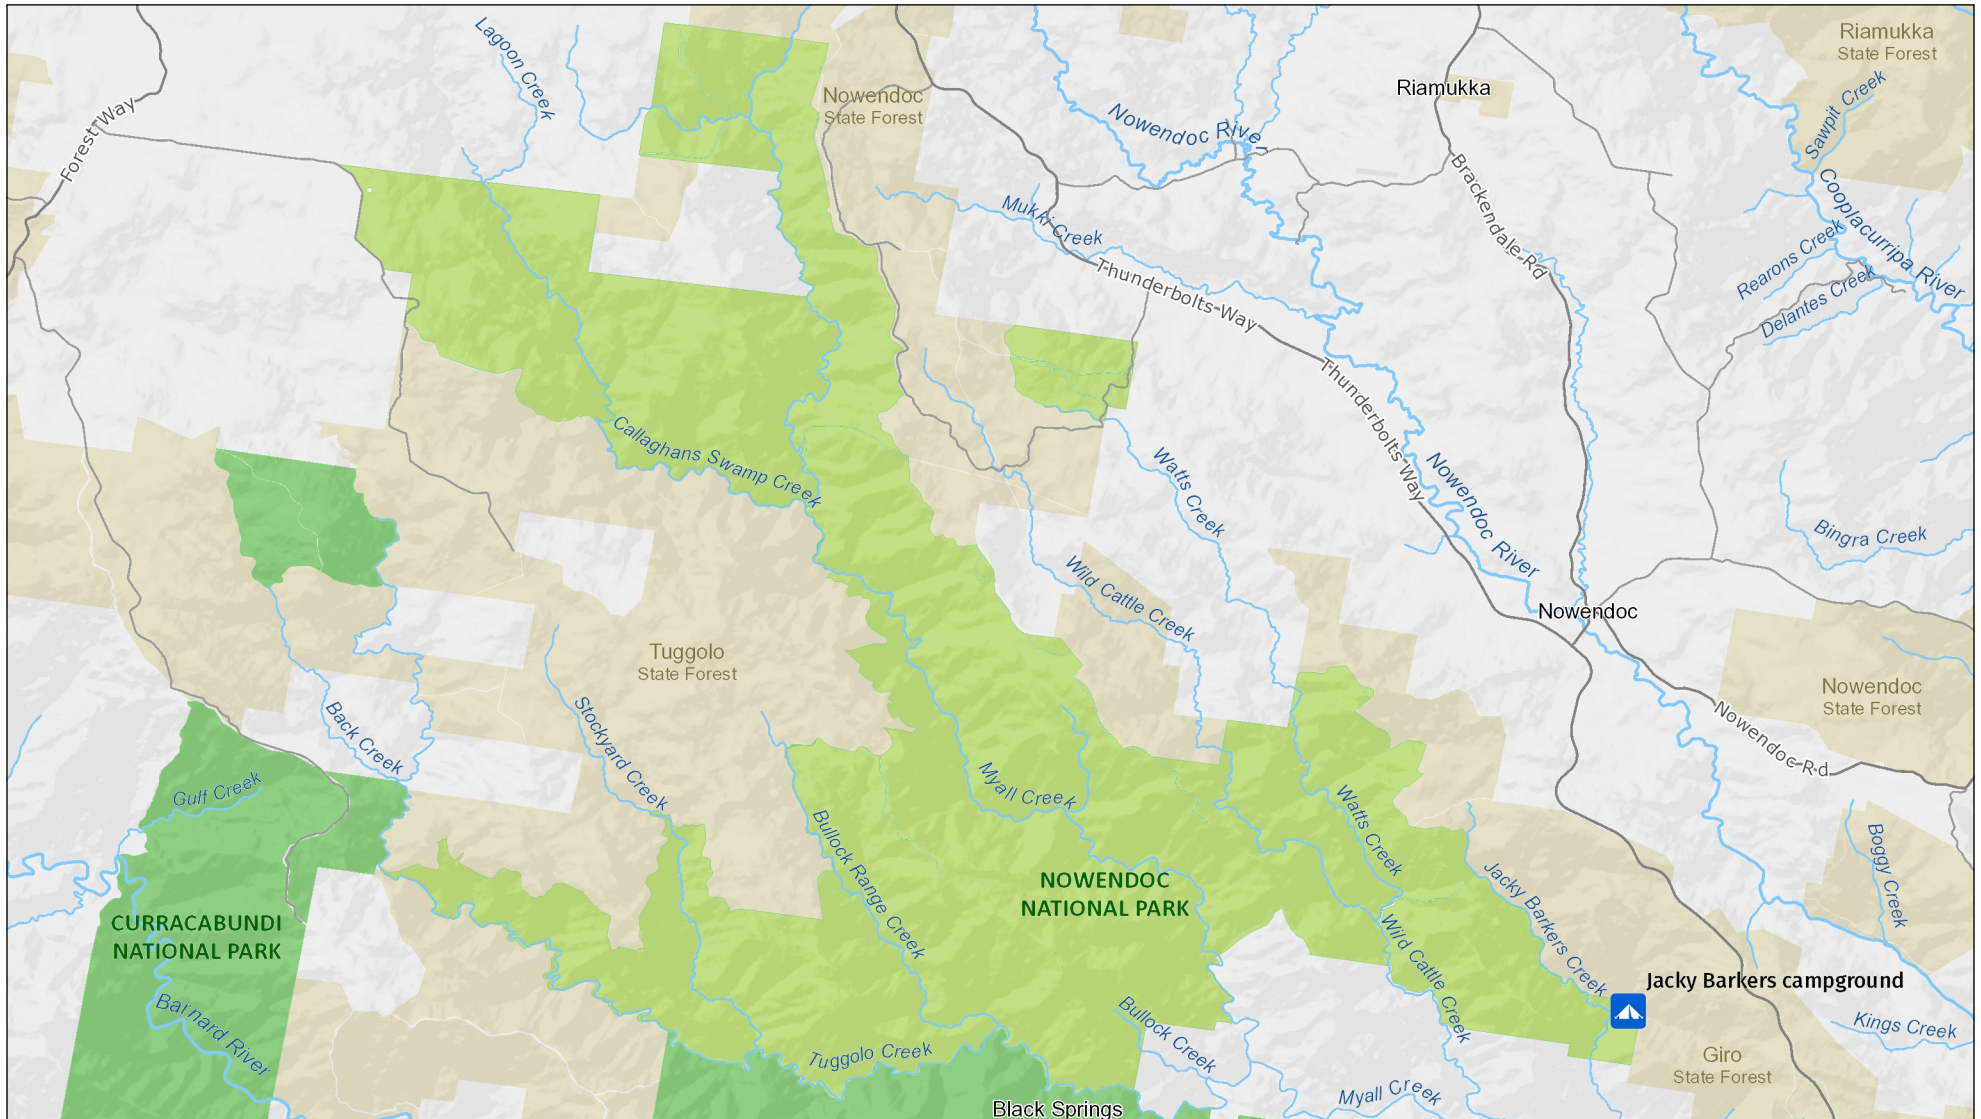 Lagoon Creek
Riamukka
State Forest
Forest Way
Nowendoc
State Forest
Riamukka
Nowendoc River
Sawpit Creek
Brackendale Rd
Cooplacurripa River
Mukki Creek
Rearons Creek
Thunderbolts Way
Delantes Creek
Thunderbolts Way
Callaghans Swamp Creek
Watts Creek
Nowendoc River
Bingra Creek
Wild Cattle Creek
Nowendoc
Tuggolo
State Forest
Nowendoc
State Forest
Back Creek
Stockyard Creek
Nowendoc Rd
Gulf Creek
Myall Creek
Watts Creek
Bullock Range Creek
Boggy Creek
Jacky Barkers Creek
NOWENDOC
NATIONAL PARK
CURRACABUNDI
NATIONAL PARK
Wild Cattle Creek
Jacky Barkers campground
Barnard River
Bullock Creek
Kings Creek
Tuggolo Creek
Giro
State Forest
Myall Creek
Black Springs